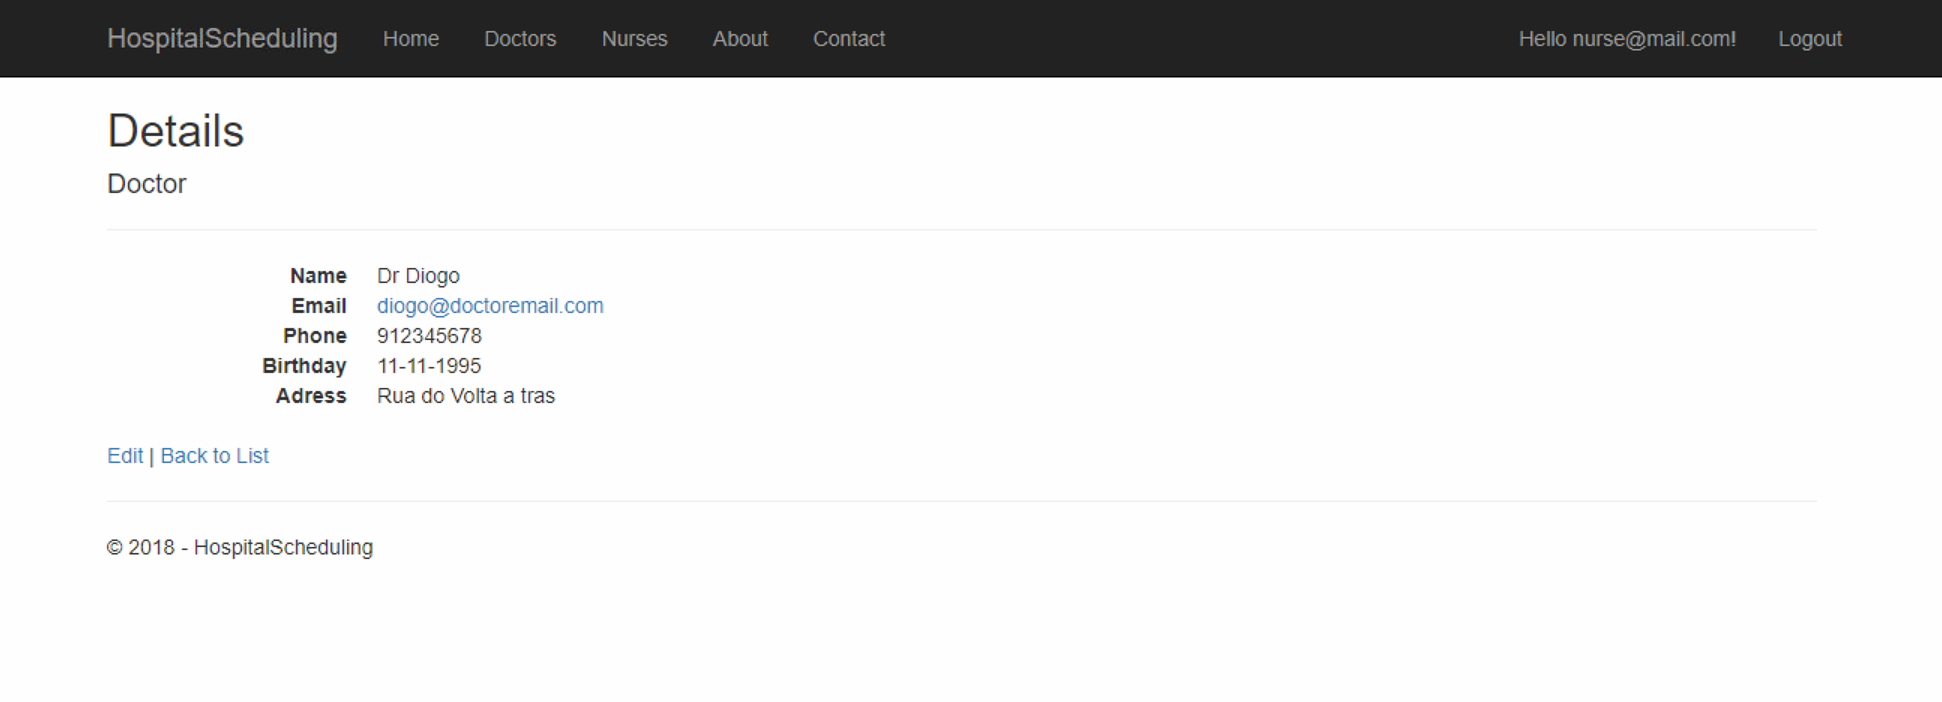 HospitalScheduling Home Doctors Nurses About Contact Hello nurse@mail.com! Logout
Details
Doctor
Name Dr Diogo
Email diogo@doctoremail.com
Phone 912345678
Birthday 11-11-1995
Adress Rua do Volta a tras
Edit | Back to List
© 2018 - HospitalScheduling